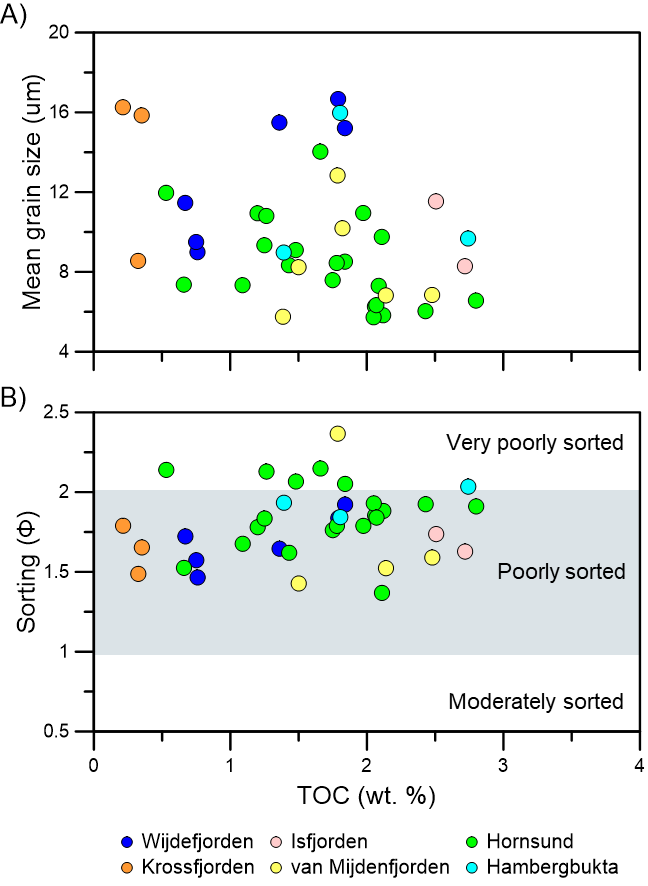 A)
20
16
12
8
4
Mean grain size (um)
B)
2.5
2
1.5
1
0.5
Sorting (Φ)
Very poorly sorted
Poorly sorted
Moderately sorted
0 1 2 3 4
TOC (wt. %)
Wijdefjorden Isfjorden Hornsund
Krossfjorden van Mijdenfjorden Hambergbukta